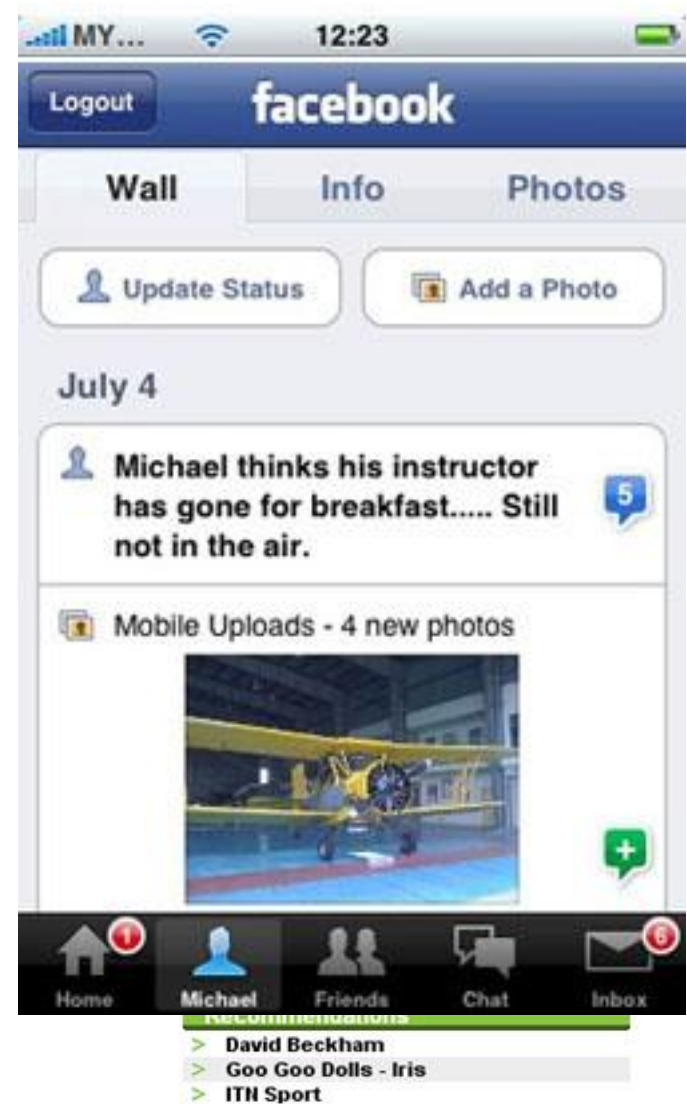 MY... 12:23
Logout facebook
Wall Info Photos
Update Status Add a Photo
July 4
Michael thinks his instructor
has gone for breakfast..... Still
not in the air.
5
Mobile Uploads - 4 new photos
1 6
Home Michael Friends Chat Inbox
Recommendations
> David Beckham
> Goo Goo Dolls - Iris
> ITN Sport